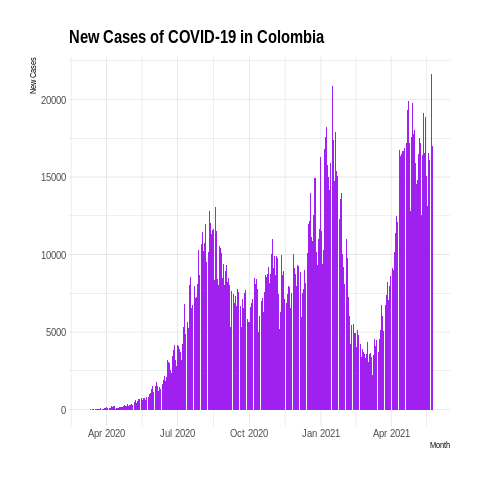 New Cases of COVID-19 in Colombia
New Cases
20000
15000
10000
5000
0
Apr 2020 Jul 2020 Oct 2020 Jan 2021 Apr 2021
Month